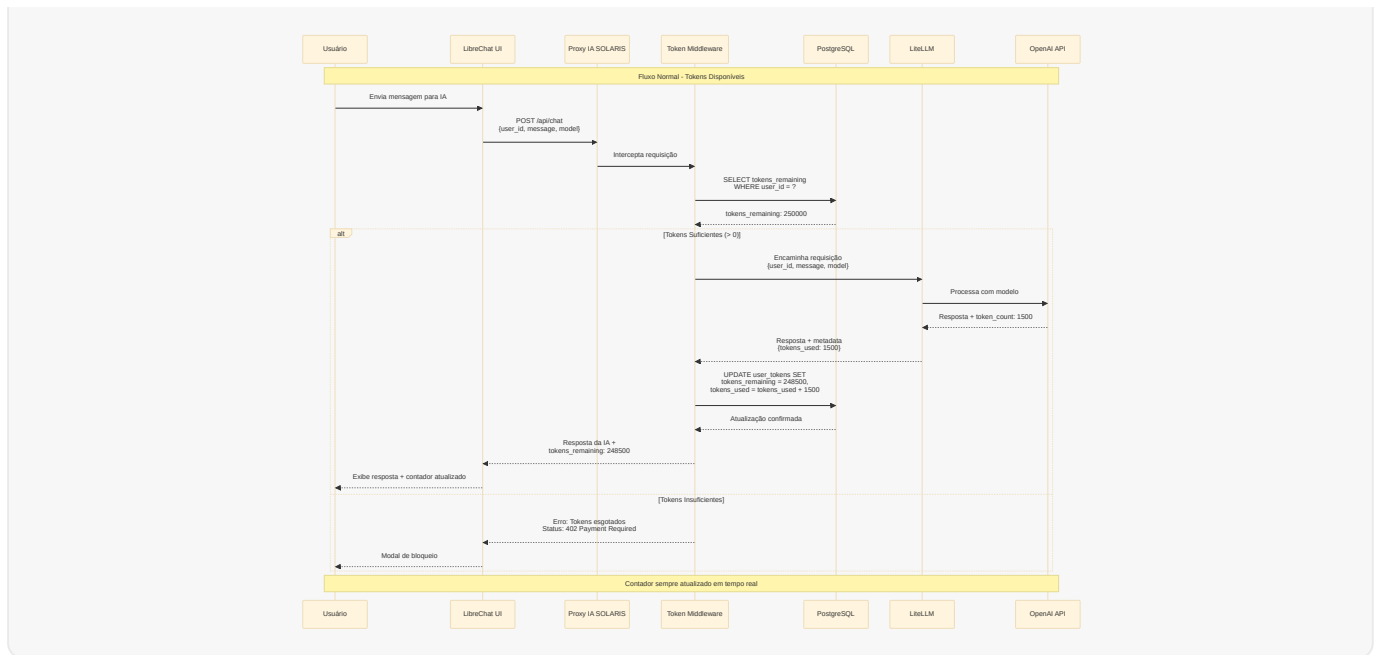 Usuário
LibreChat UI
Proxy IA SOLARIS
Token Middleware
PostgreSQL
LiteLLM
OpenAI API
Fluxo Normal - Tokens Disponíveis
Envia mensagem para IA
POST /api/chat
{user_id, message, model}
Intercepta requisição
SELECT tokens_remaining
WHERE user_id = ?
tokens_remaining: 250000
alt
[Tokens Suficientes (> 0)]
Encaminha requisição
{user_id, message, model}
Processa com modelo
Resposta + token_count: 1500
Resposta + metadata
{tokens_used: 1500}
UPDATE user_tokens SET
tokens_remaining = 248500,
tokens_used = tokens_used + 1500
Atualização confirmada
Resposta da IA +
tokens_remaining: 248500
Exibe resposta + contador atualizado
[Tokens Insuficientes]
Erro: Tokens esgotados
Status: 402 Payment Required
Modal de bloqueio
Contador sempre atualizado em tempo real
Usuário
LibreChat UI
Proxy IA SOLARIS
Token Middleware
PostgreSQL
LiteLLM
OpenAI API